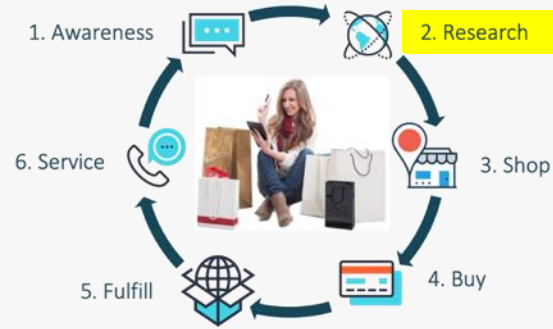 1. Awareness
2. Research
3. Shop
4. Buy
5. Fulfill
6. Service